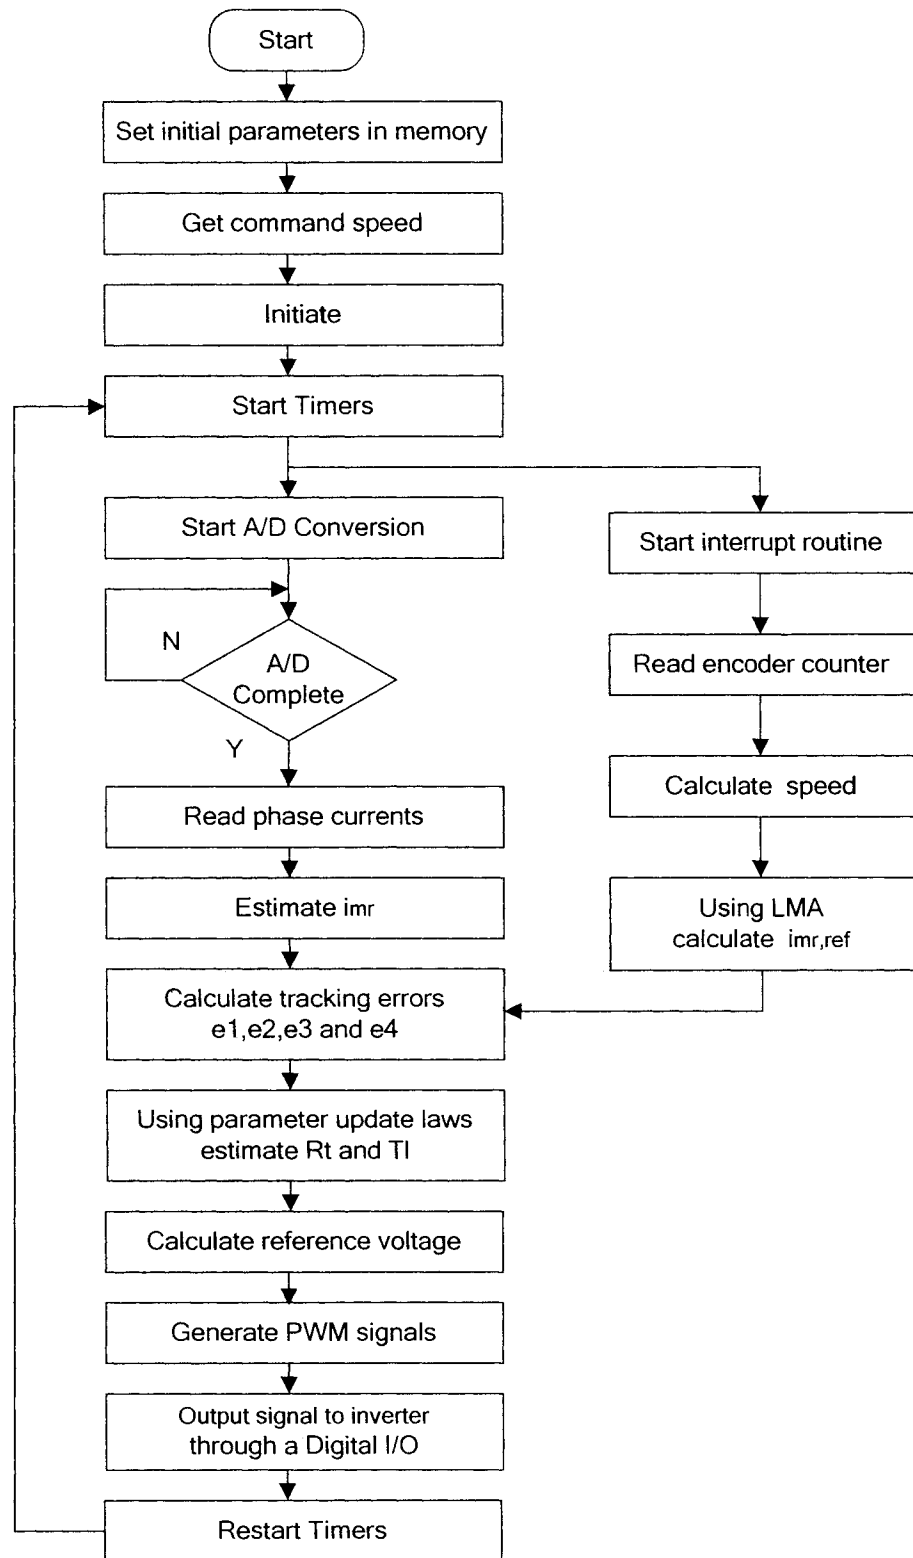 Start
Set initial parameters in memory
Get command speed
Initiate
Start Timers
Start A/D Conversion
N
A/D
Complete
Y
Read phase currents
Estimate imr
Calculate tracking errors
e1,e2,e3 and e4
Using parameter update laws
estimate Rt and Tl
Calculate reference voltage
Generate PWM signals
Output signal to inverter
through a Digital I/O
Restart Timers
Start interrupt routine
Read encoder counter
Calculate speed
Using LMA
calculate imr,ref